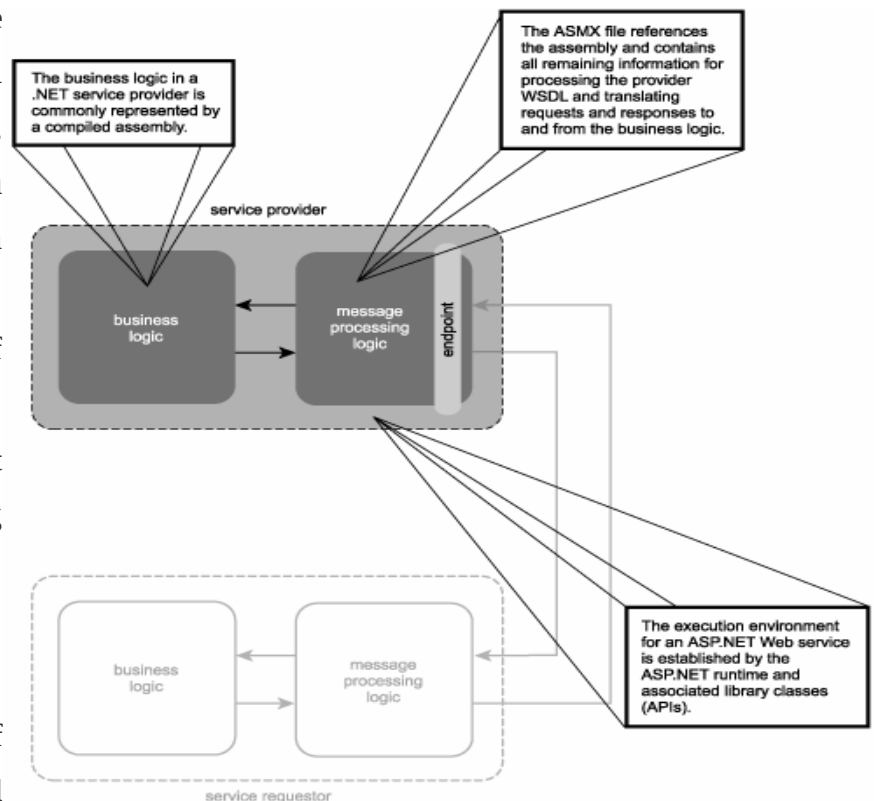 The business logic in a
.NET service provider is
commonly represented by
a compiled assembly.
The ASMX file references
the assembly and contains
all remaining information for
processing the provider
WSDL and translating
requests and responses to
and from the business logic.
service provider
business
logic
message
processing
logic
endpoint
The execution environment
for an ASP.NET Web service
is established by the
ASP.NET runtime and
associated library classes
(APIs).
business
logic
message
processing
logic
service requestor